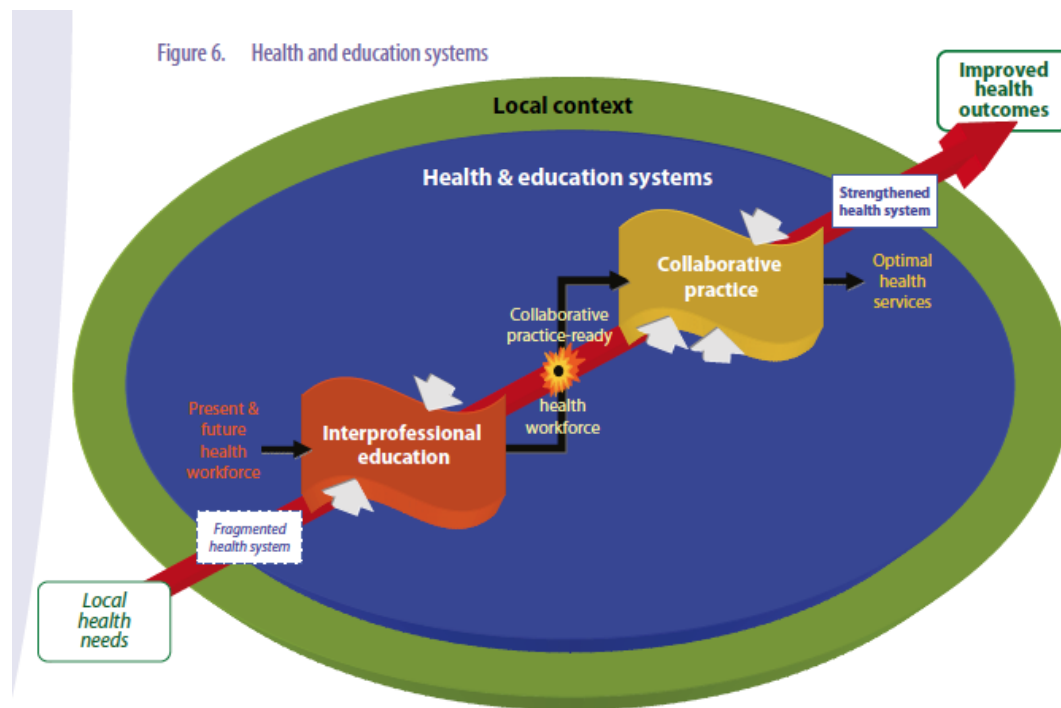 Figure 6. Health and education systems
Improved
health
outcomes
Local context
Health & education systems
Strengthened
health system
Collaborative
practice
Optimal
health
services
Collaborative
practice-ready
health
workforce
Present &
future
health
workforce
Interprofessional
education
Fragmented
health system
Local
health
needs